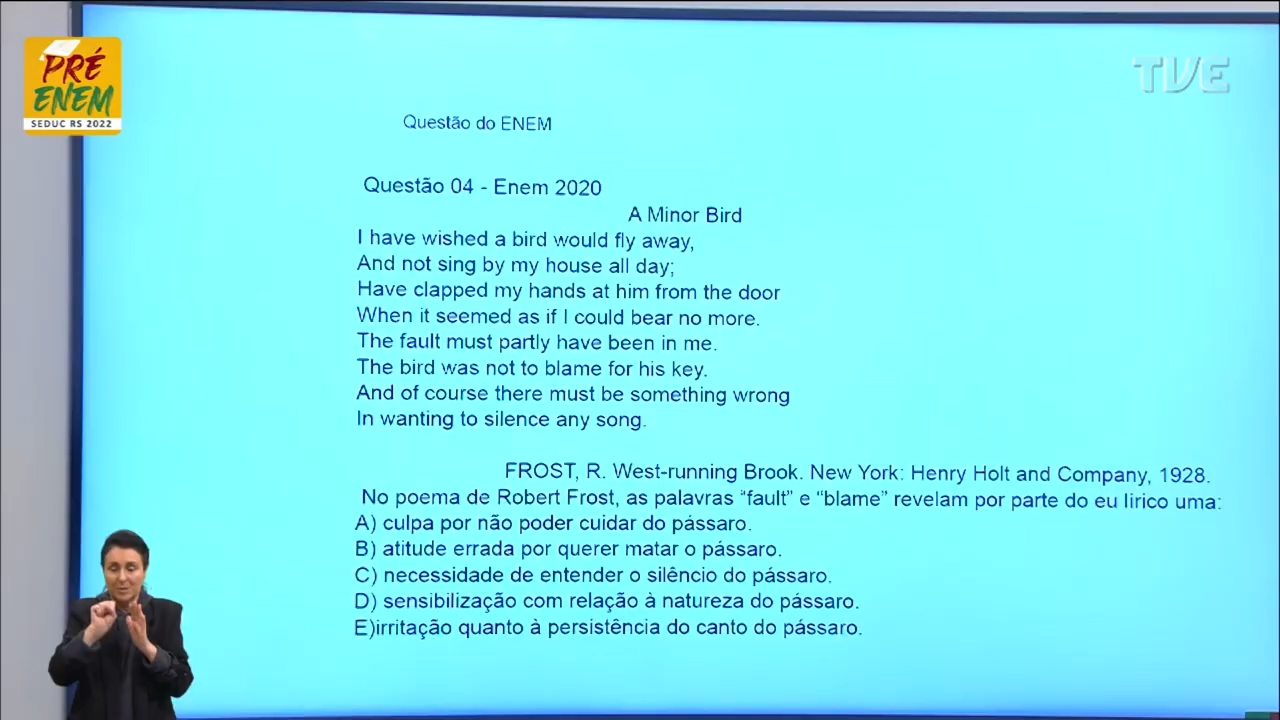 PRÉ
ENEM
SEDUC RS 2022
TVE
Questão do ENEM
Questão 04 - Enem 2020
A Minor Bird
I have wished a bird would fly away,
And not sing by my house all day;
Have clapped my hands at him from the door
When it seemed as if I could bear no more.
The fault must partly have been in me.
The bird was not to blame for his key.
And of course there must be something wrong
In wanting to silence any song.
FROST, R. West-running Brook. New York: Henry Holt and Company, 1928.
No poema de Robert Frost, as palavras “fault” e “blame” revelam por parte do eu lírico uma:
A) culpa por não poder cuidar do pássaro.
B) atitude errada por querer matar o pássaro.
C) necessidade de entender o silêncio do pássaro.
D) sensibilização com relação à natureza do pássaro.
E)irritação quanto à persistência do canto do pássaro.